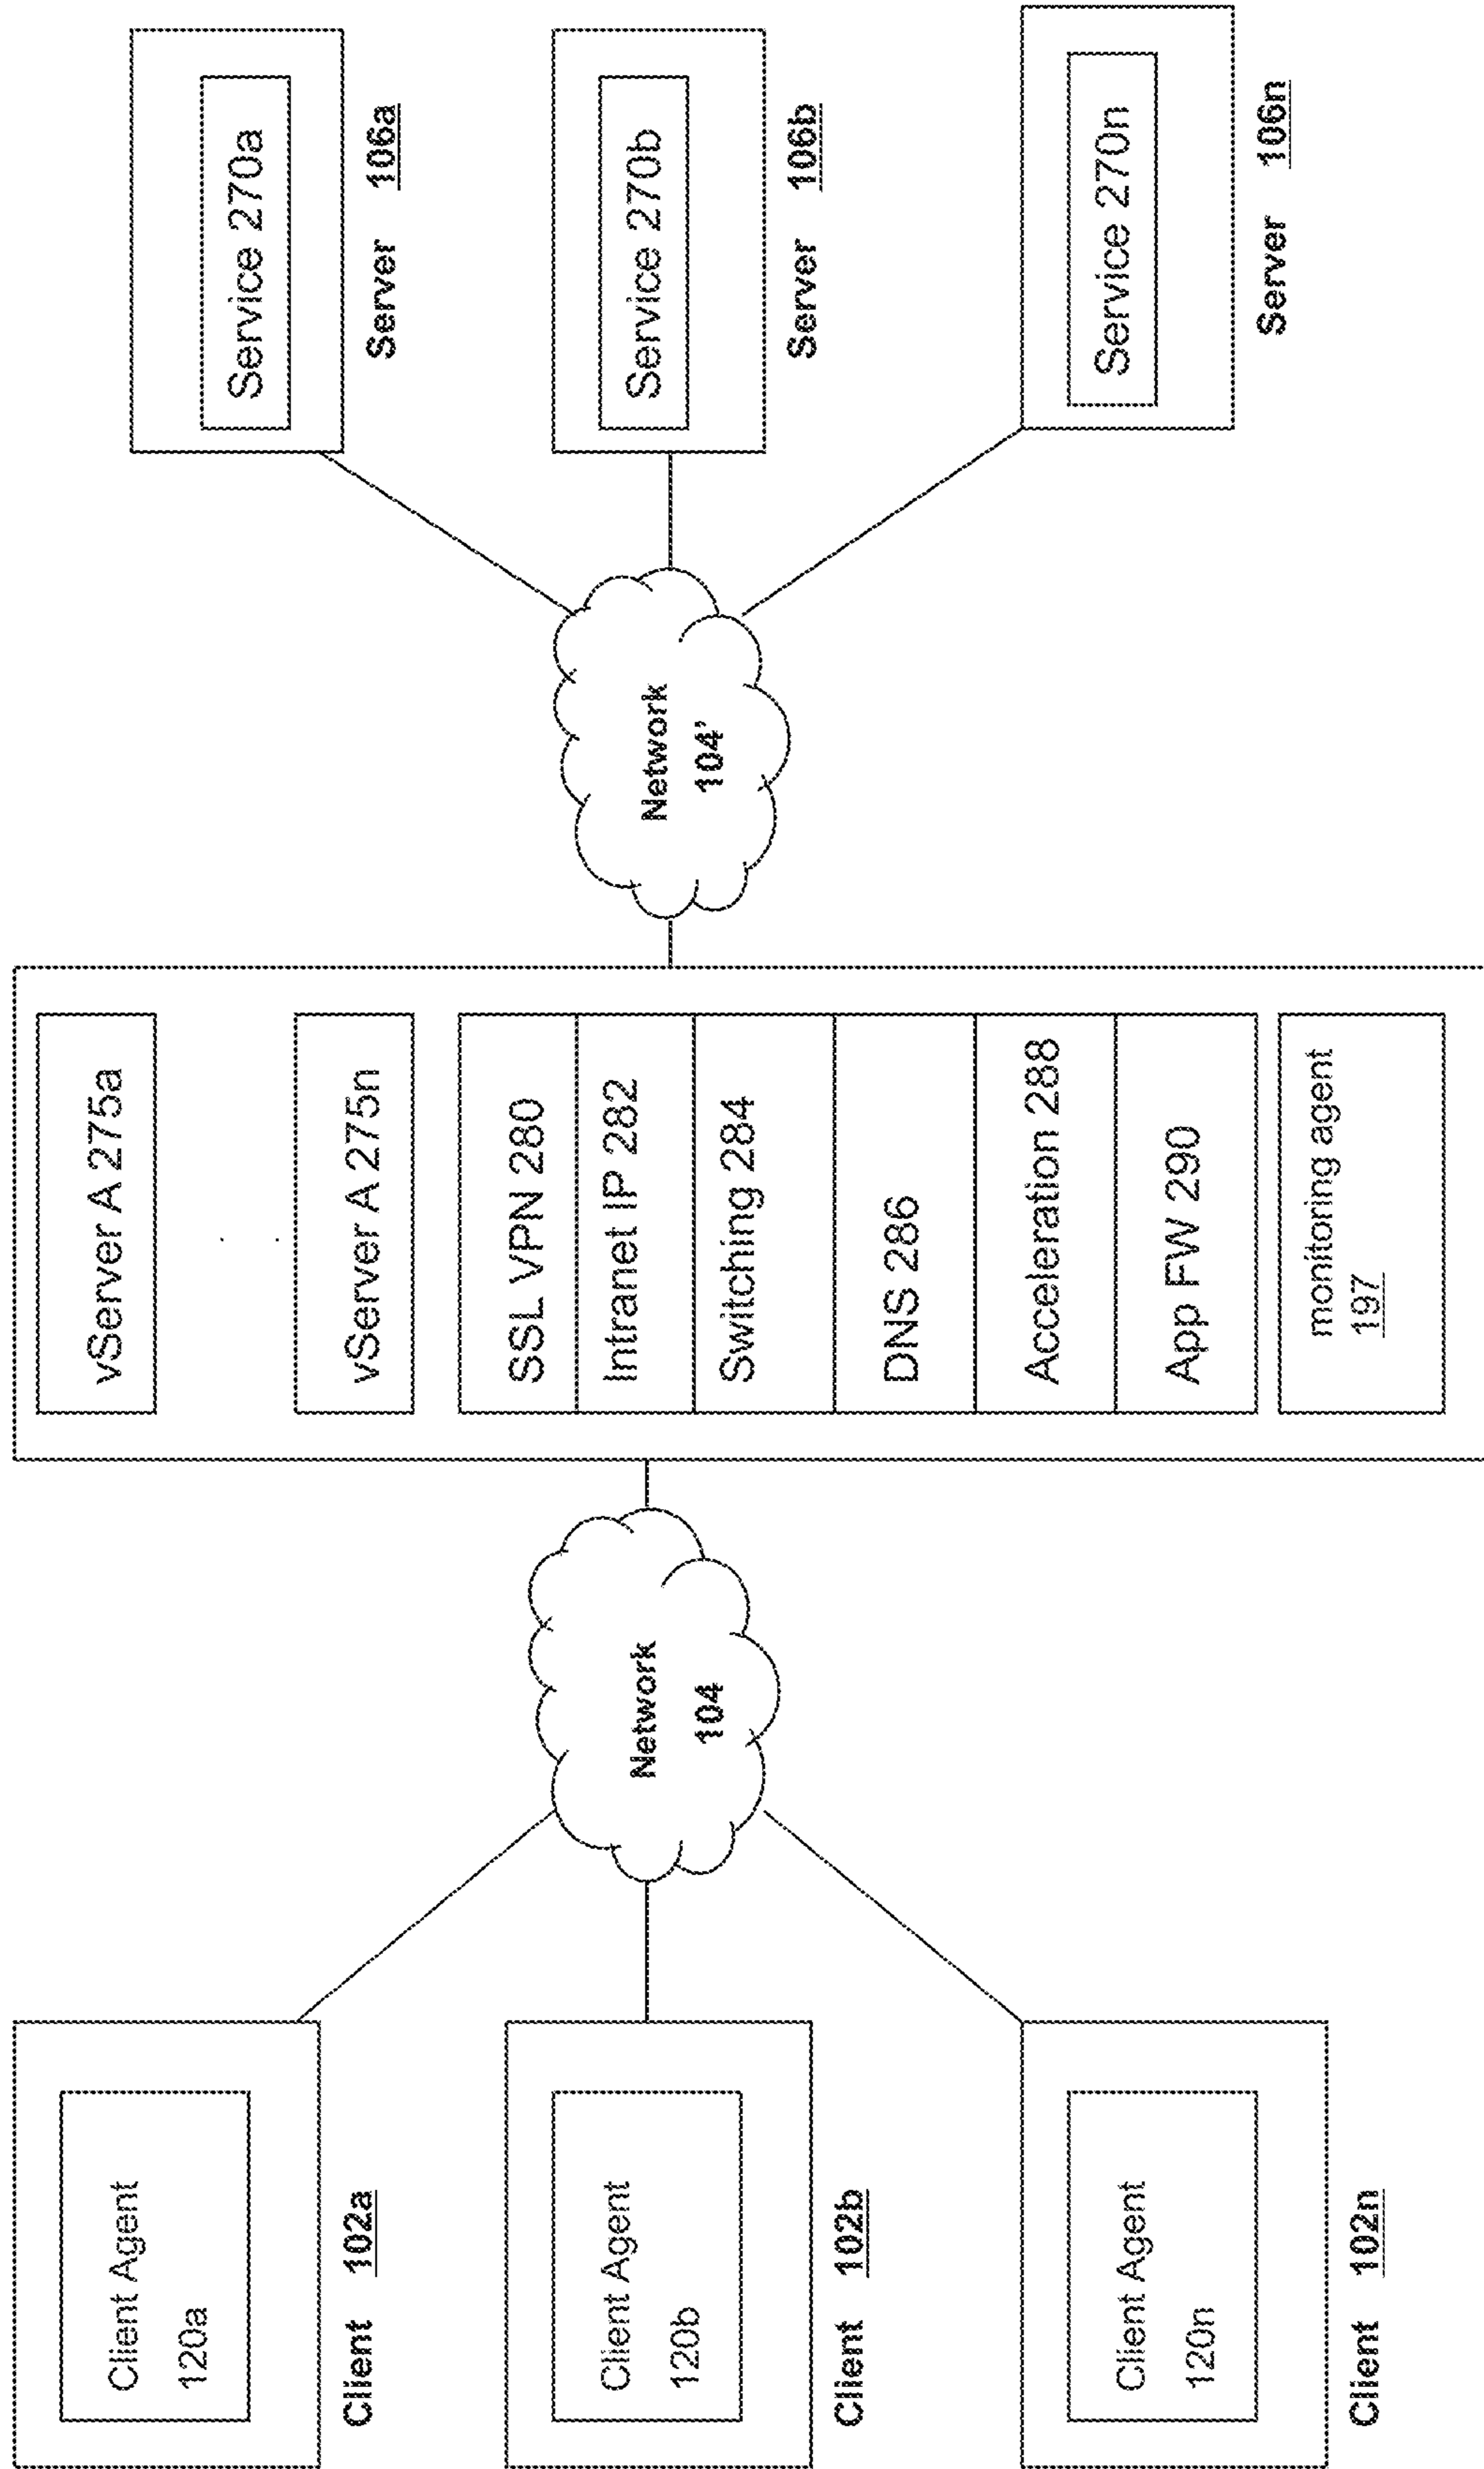 Client Agent
120a
Client 102a
Client Agent
120b
Client 102b
Client Agent
120n
Client 102n
Network
104
vServer A 275a
vServer A 275n
SSL VPN 280
Intranet IP 282
Switching 284
DNS 286
Acceleration 288
App FW 290
monitoring agent
197
Network
104'
Service 270a
Server 106a
Service 270b
Server 106b
Service 270n
Server 106n